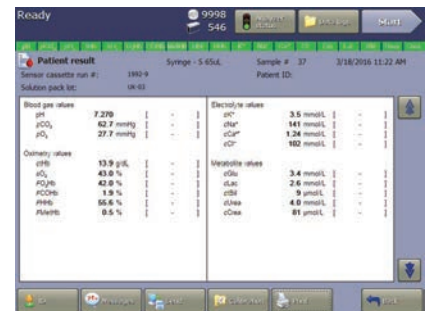 Ready
9998
546
Start
Patient result
Syringe - S 65uL
Sample # 37
3/18/2016 11:22 AM
Sensor cassette run #: 1892-9
Patient ID:
Solution pack lot:
Blood gas values
pH 7.270 [ - ]
pCO₂ 62.7 mmHg [ - ]
pO₂ 27.7 mmHg [ - ]
Oximetry values
ctHb 13.9 g/dL [ - ]
sO₂ 43.0 % [ - ]
FO₂Hb 42.0 % [ - ]
FCOHb 1.9 % [ - ]
FHHb 55.6 % [ - ]
FMetHb 0.5 % [ - ]
Electrolyte values
cK⁺ 3.5 mmol/L [ - ]
cNa⁺ 141 mmol/L [ - ]
cCa²⁺ 1.24 mmol/L [ - ]
cCl⁻ 102 mmol/L [ - ]
Metabolite values
cGlu 3.4 mmol/L [ - ]
cLac 2.6 mmol/L [ - ]
ctBil 9 µmol/L [ - ]
cUrea 4.0 mmol/L [ - ]
cCrea 81 µmol/L [ - ]
Messages
Send
Print
Back